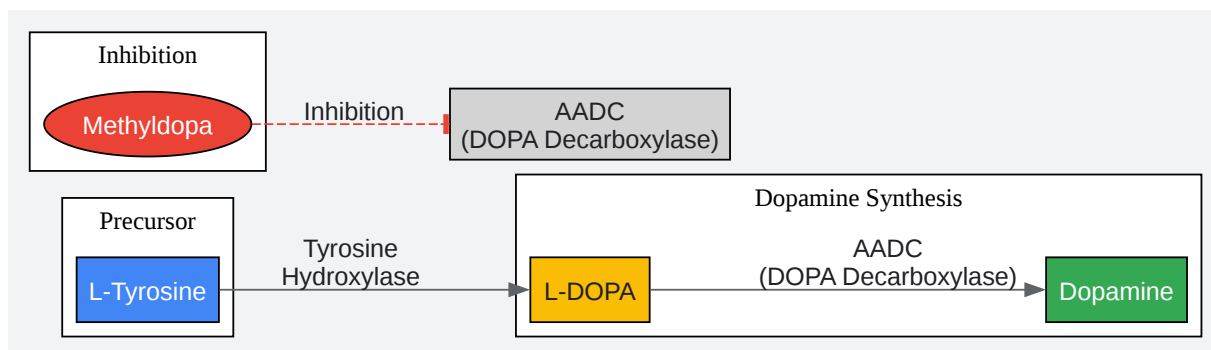 Inhibition
Methyldopa
Inhibition
AADC
(DOPA Decarboxylase)
Precursor
L-Tyrosine
Tyrosine
Hydroxylase
Dopamine Synthesis
L-DOPA
AADC
(DOPA Decarboxylase)
Dopamine